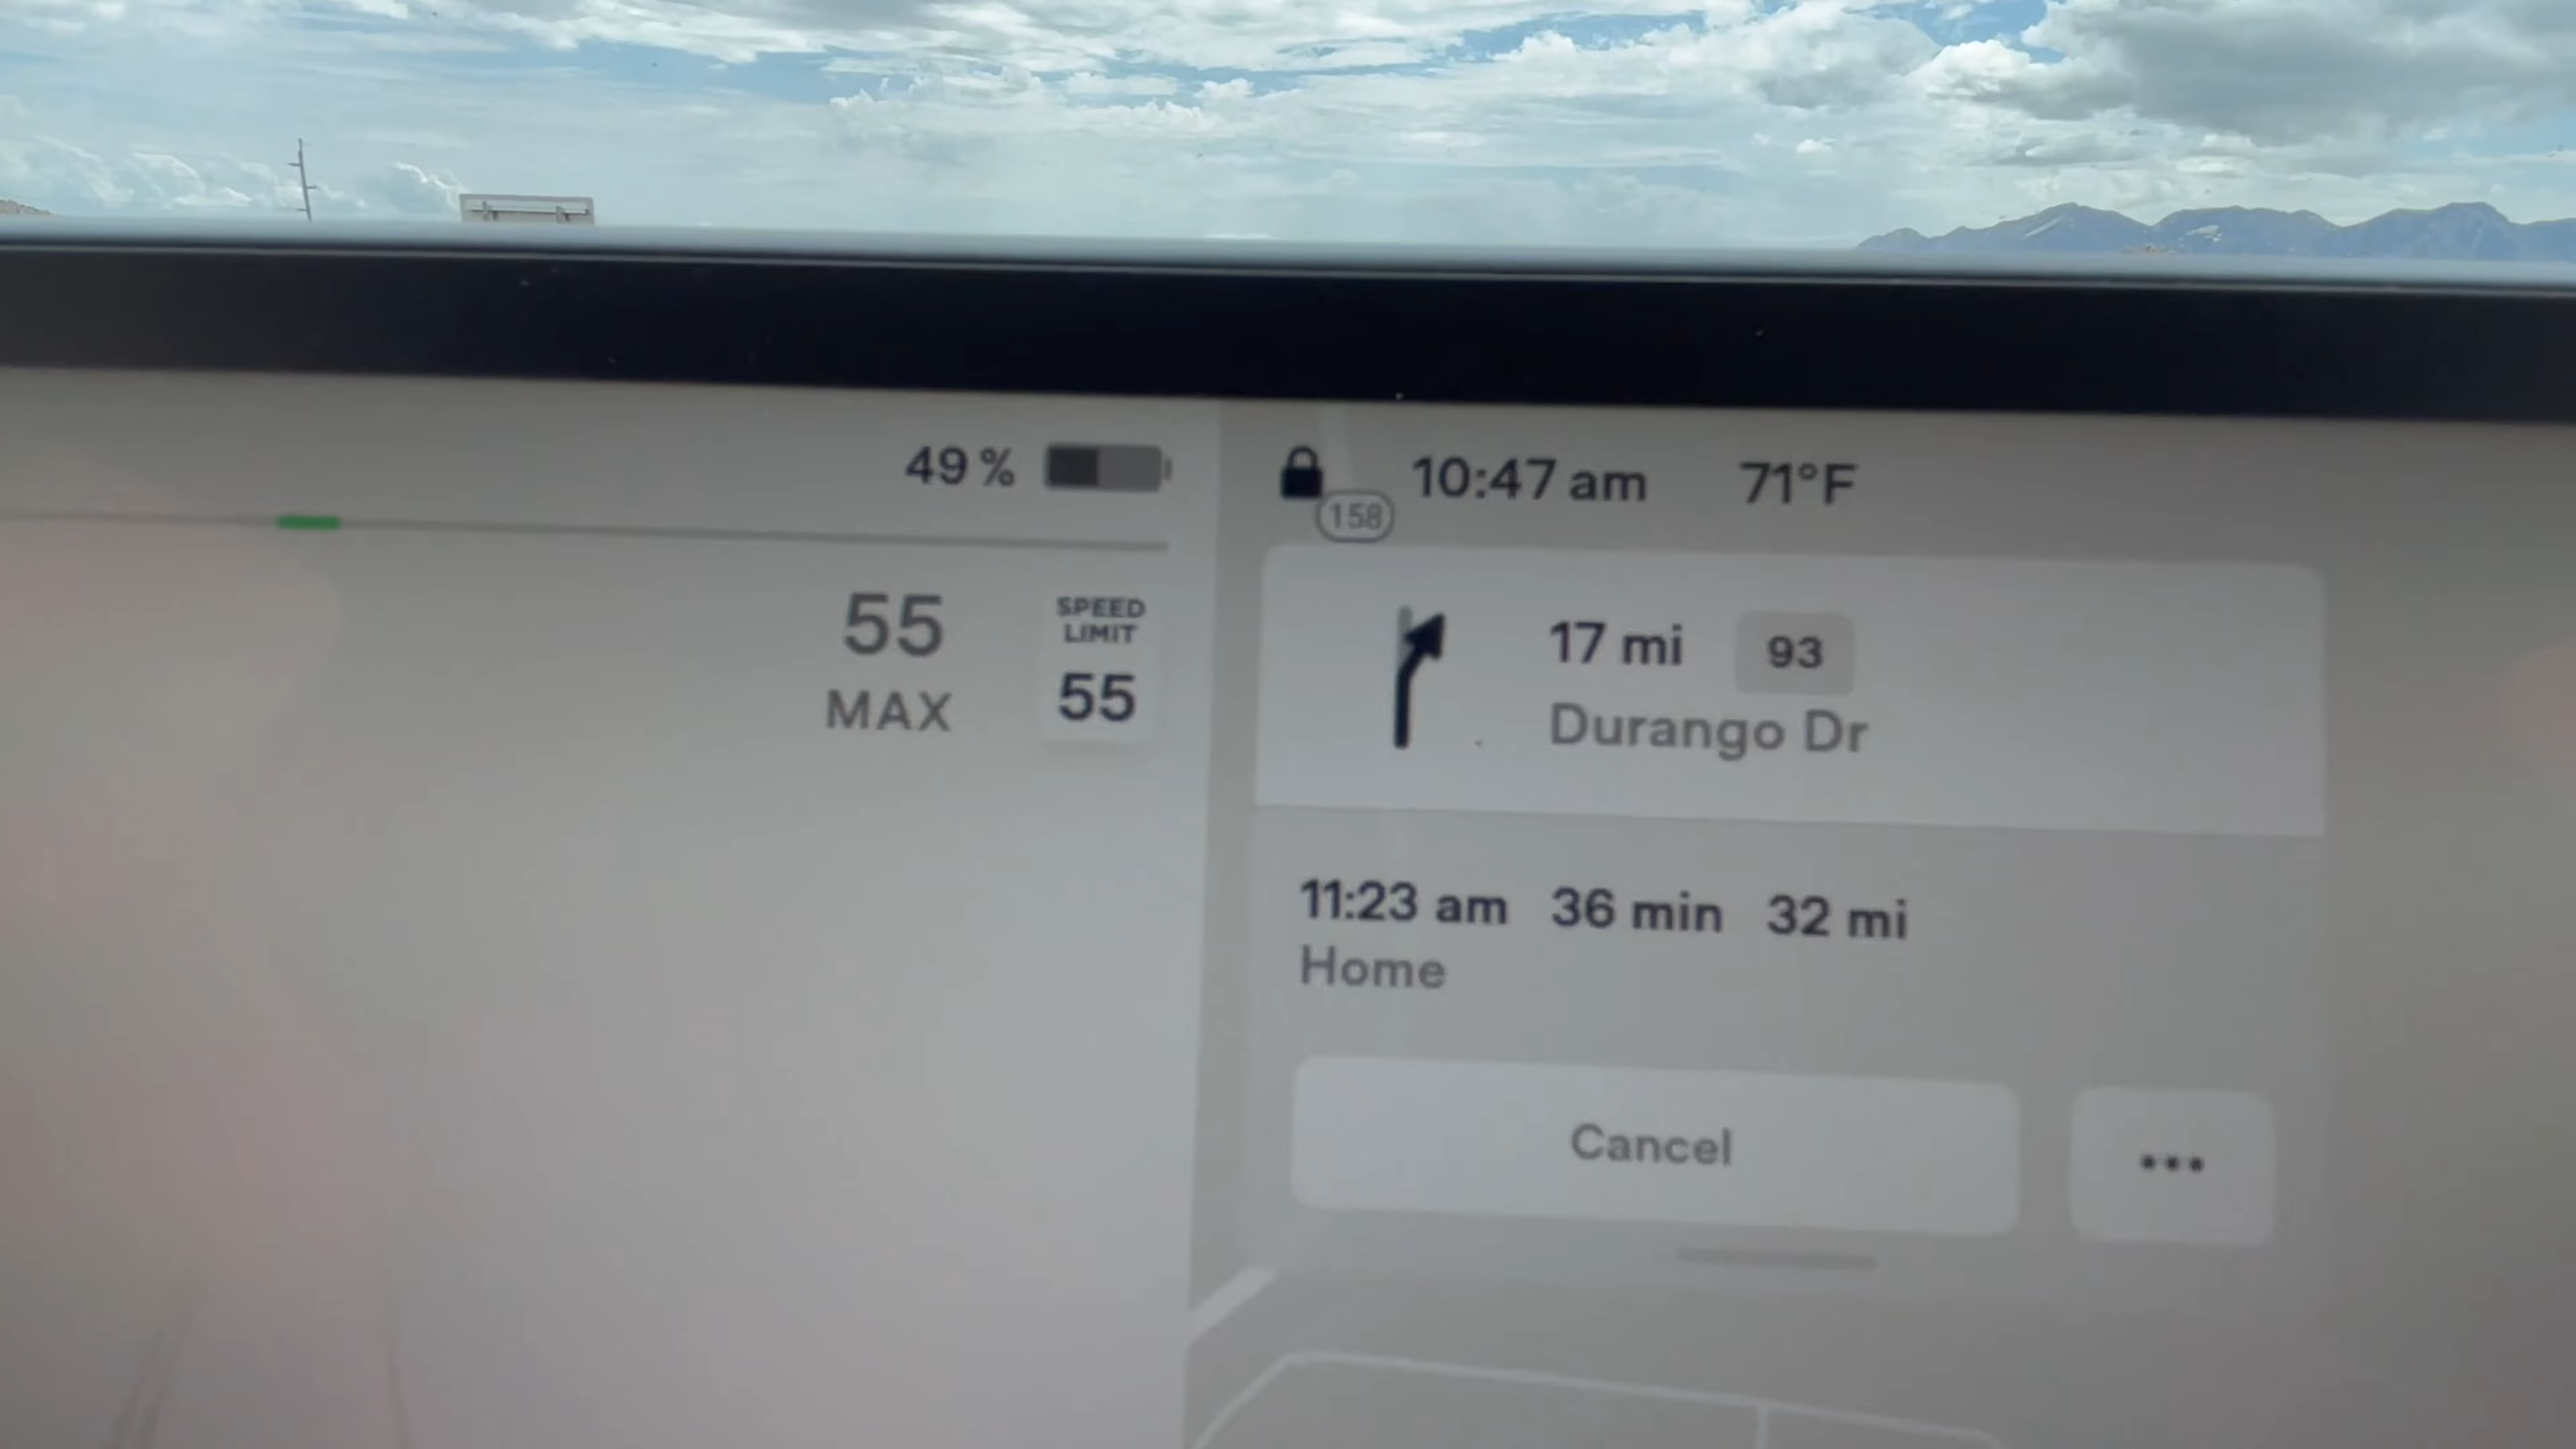 49 %
10:47 am 71°F
158
55
MAX
SPEED
LIMIT
55
17 mi 93
Durango Dr
11:23 am 36 min 32 mi
Home
Cancel